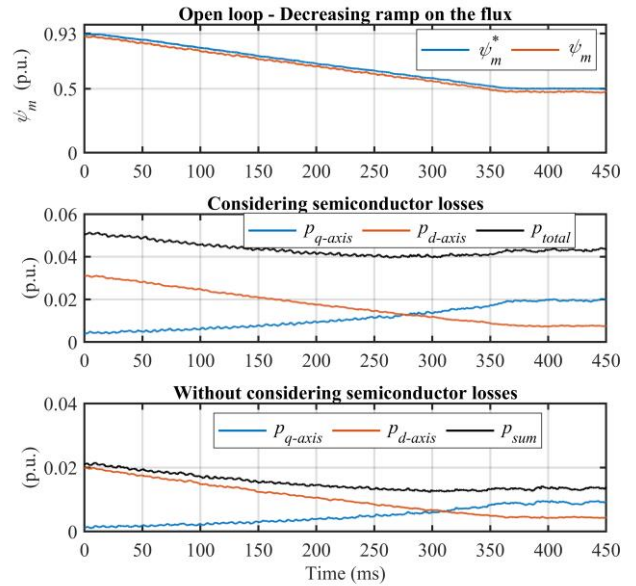 Open loop - Decreasing ramp on the flux
0.93
0.5
0
ψm (p.u.)
ψ*m ψm
0 50 100 150 200 250 300 350 400 450
Considering semiconductor losses
0.06
0.04
0.02
0
(p.u.)
pq-axis pd-axis ptotal
0 50 100 150 200 250 300 350 400 450
Without considering semiconductor losses
0.04
0.02
0
(p.u.)
pq-axis pd-axis psum
0 50 100 150 200 250 300 350 400 450
Time (ms)